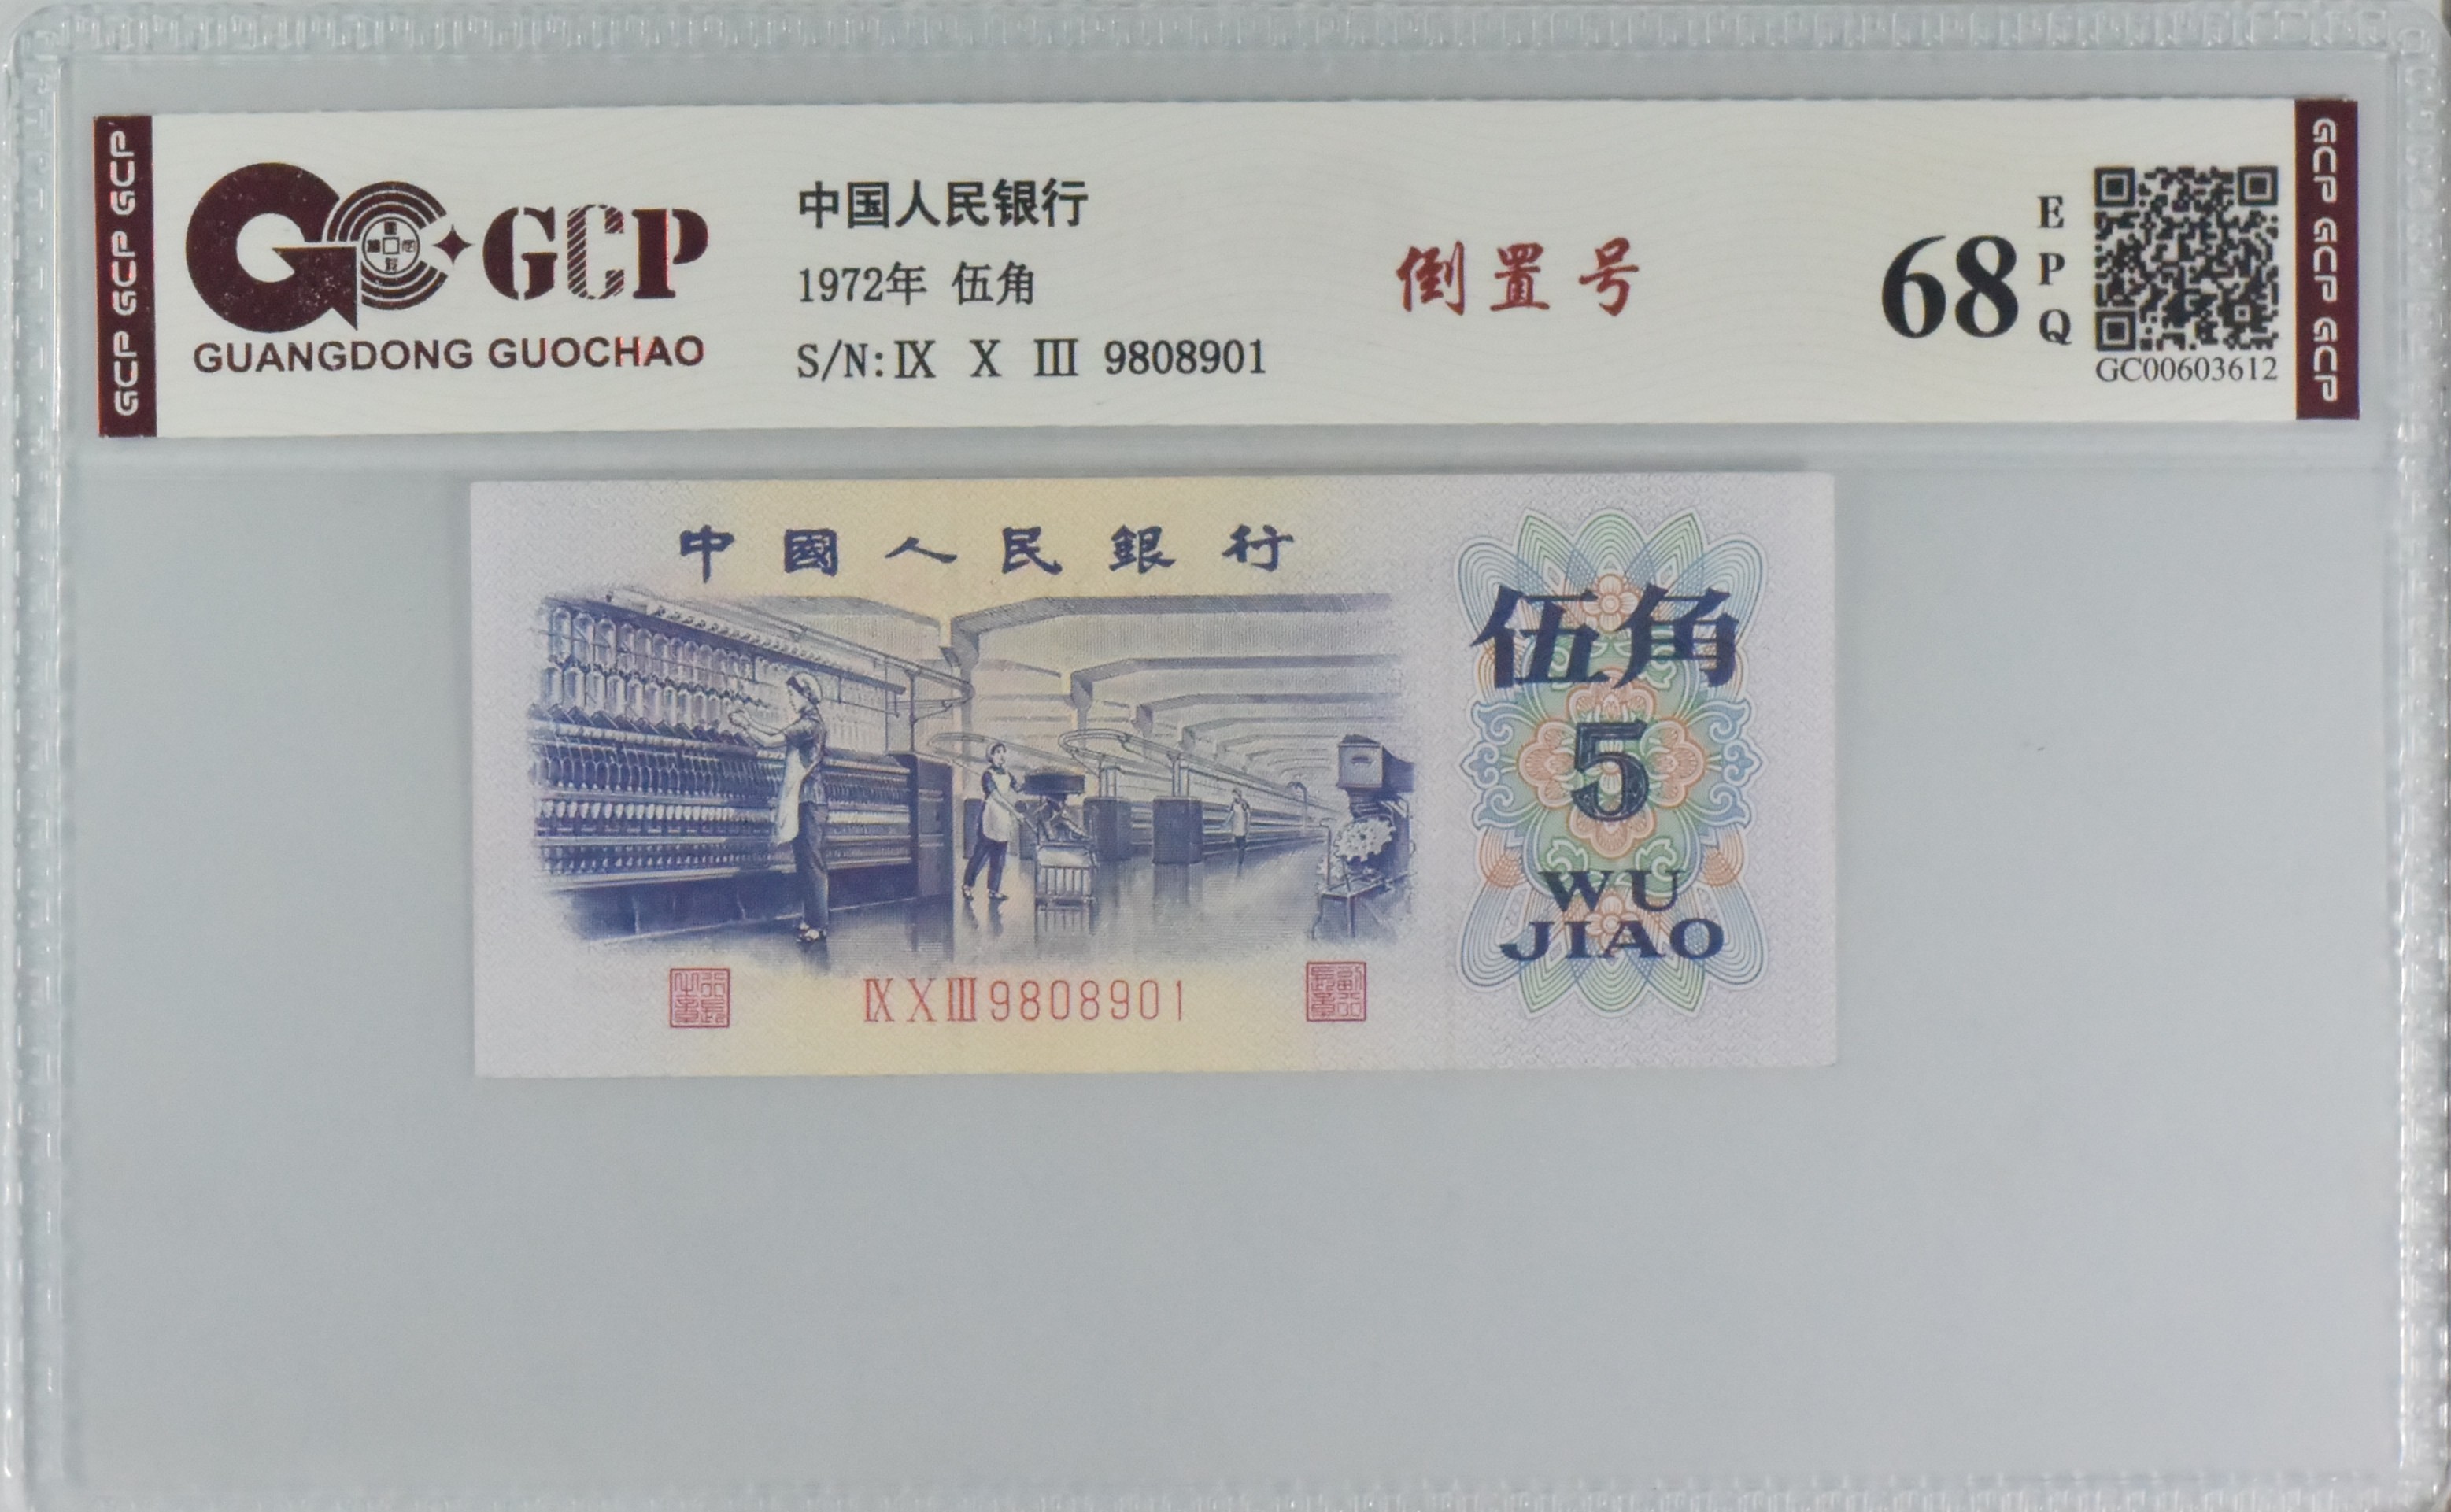 GCP GCP GCP
GCP
GUANGDONG GUOCHAO
中国人民银行
1972年 伍角
S/N:Ⅸ Ⅹ Ⅲ 9808901
倒置号
68
E
P
Q
GC00603612
GCP GCP GCP
中國人民銀行
伍角
5
WU
JIAO
ⅨⅩⅢ9808901